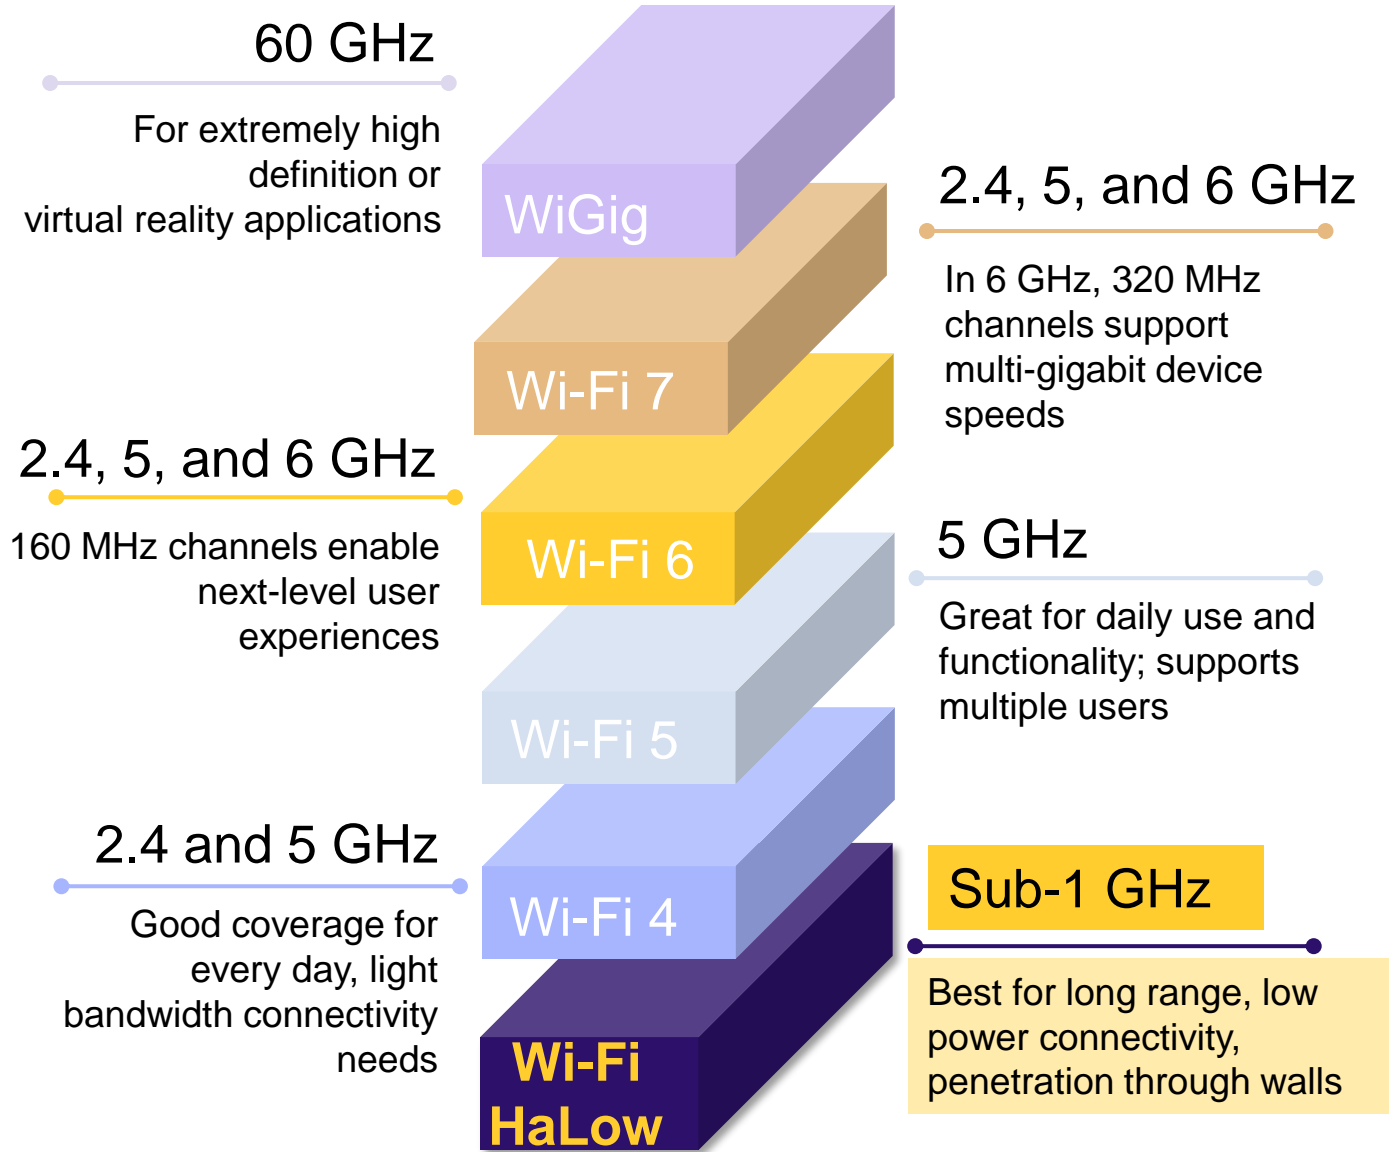 60 GHz
For extremely high
definition or
virtual reality applications
WiGig
2.4, 5, and 6 GHz
In 6 GHz, 320 MHz
channels support
multi-gigabit device
speeds
Wi-Fi 7
2.4, 5, and 6 GHz
160 MHz channels enable
next-level user
experiences
Wi-Fi 6
5 GHz
Great for daily use and
functionality; supports
multiple users
Wi-Fi 5
2.4 and 5 GHz
Good coverage for
every day, light
bandwidth connectivity
needs
Wi-Fi 4
Sub-1 GHz
Best for long range, low
power connectivity,
penetration through walls
Wi-Fi
HaLow